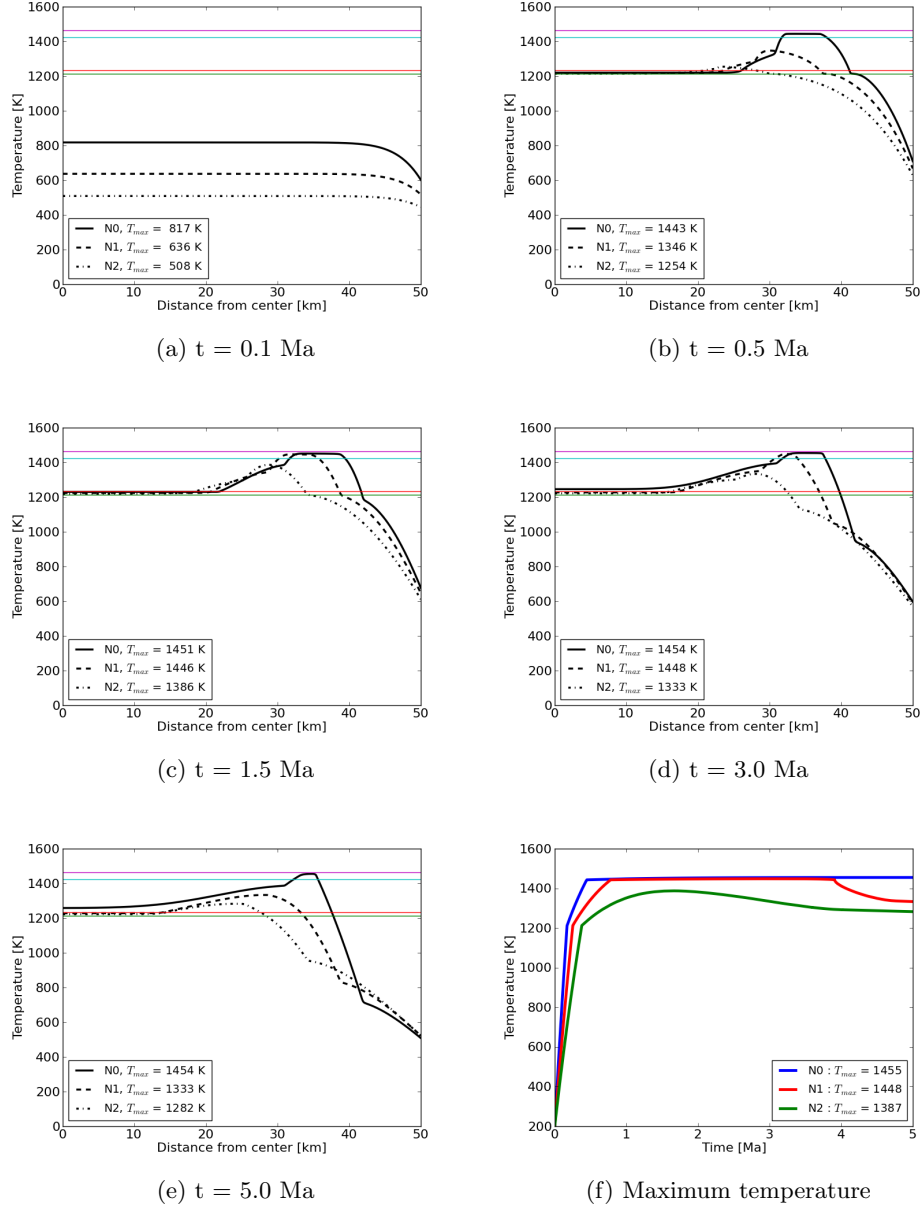 1600
1400
1200
1000
800
600
400
200
0
Temperature [K]
N0, Tmax = 817 K
N1, Tmax = 636 K
N2, Tmax = 508 K
0 10 20 30 40 50
Distance from center [km]
(a) t = 0.1 Ma
1600
1400
1200
1000
800
600
400
200
0
Temperature [K]
N0, Tmax = 1443 K
N1, Tmax = 1346 K
N2, Tmax = 1254 K
0 10 20 30 40 50
Distance from center [km]
(b) t = 0.5 Ma
1600
1400
1200
1000
800
600
400
200
0
Temperature [K]
N0, Tmax = 1451 K
N1, Tmax = 1446 K
N2, Tmax = 1386 K
0 10 20 30 40 50
Distance from center [km]
(c) t = 1.5 Ma
1600
1400
1200
1000
800
600
400
200
0
Temperature [K]
N0, Tmax = 1454 K
N1, Tmax = 1448 K
N2, Tmax = 1333 K
0 10 20 30 40 50
Distance from center [km]
(d) t = 3.0 Ma
1600
1400
1200
1000
800
600
400
200
0
Temperature [K]
N0, Tmax = 1454 K
N1, Tmax = 1333 K
N2, Tmax = 1282 K
0 10 20 30 40 50
Distance from center [km]
(e) t = 5.0 Ma
1600
1400
1200
1000
800
600
400
200
Temperature [K]
N0 : Tmax = 1455
N1 : Tmax = 1448
N2 : Tmax = 1387
0 1 2 3 4 5
Time [Ma]
(f) Maximum temperature